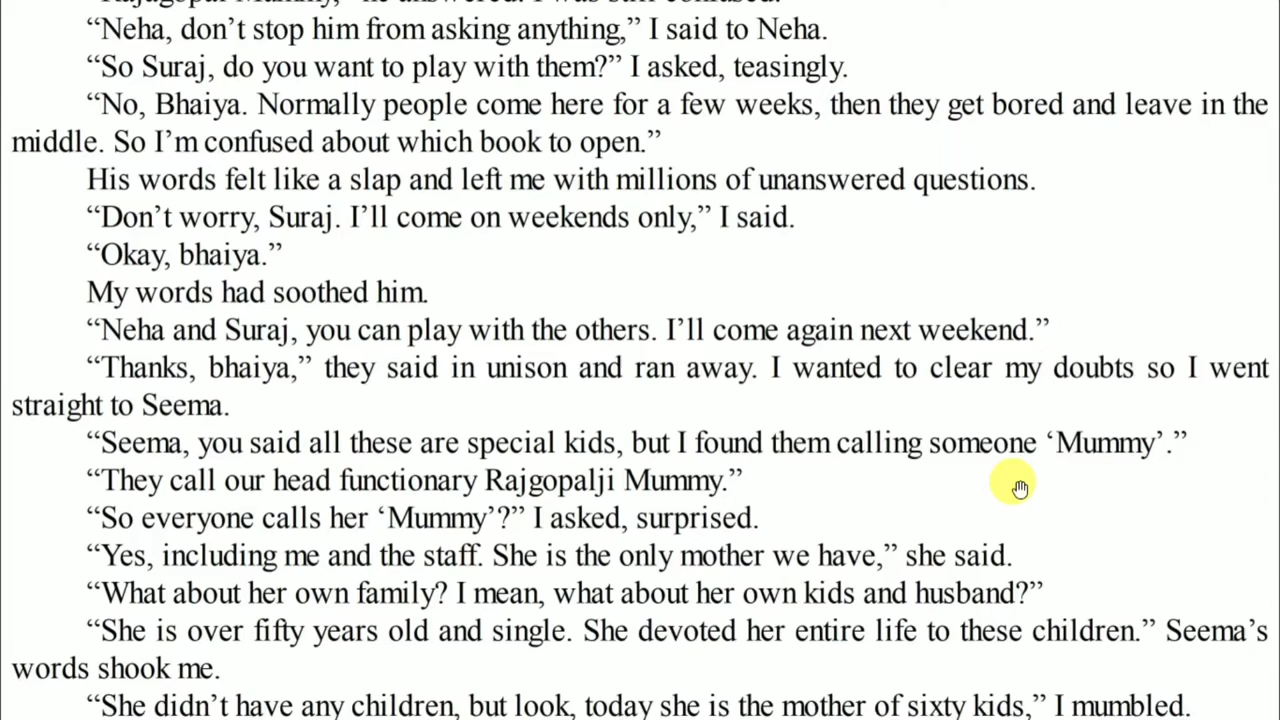 “Neha, don’t stop him from asking anything,” I said to Neha.
“So Suraj, do you want to play with them?” I asked, teasingly.
“No, Bhaiya. Normally people come here for a few weeks, then they get bored and leave in the
middle. So I’m confused about which book to open.”
His words felt like a slap and left me with millions of unanswered questions.
“Don’t worry, Suraj. I’ll come on weekends only,” I said.
“Okay, bhaiya.”
My words had soothed him.
“Neha and Suraj, you can play with the others. I’ll come again next weekend.”
“Thanks, bhaiya,” they said in unison and ran away. I wanted to clear my doubts so I went
straight to Seema.
“Seema, you said all these are special kids, but I found them calling someone ‘Mummy’.”
“They call our head functionary Rajgopalji Mummy.”
“So everyone calls her ‘Mummy’?” I asked, surprised.
“Yes, including me and the staff. She is the only mother we have,” she said.
“What about her own family? I mean, what about her own kids and husband?”
“She is over fifty years old and single. She devoted her entire life to these children.” Seema’s
words shook me.
“She didn’t have any children, but look, today she is the mother of sixty kids,” I mumbled.